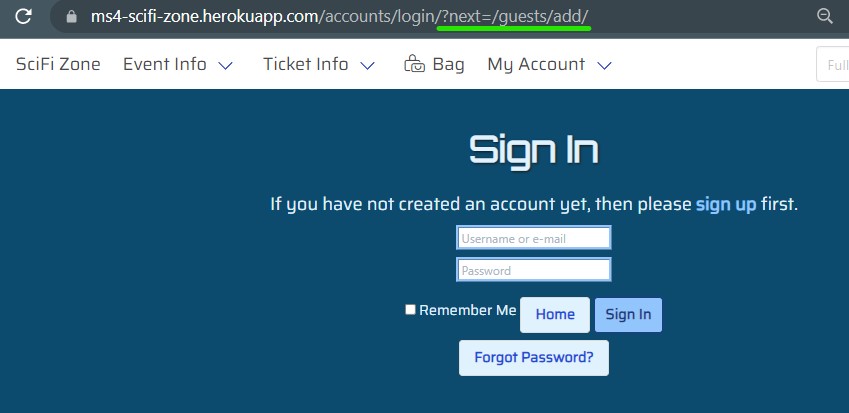 ms4-scifi-zone.herokuapp.com/accounts/login/?next=/guests/add/
SciFi Zone Event Info Ticket Info Bag My Account Full
Sign In
If you have not created an account yet, then please sign up first.
Username or e-mail
Password
Remember Me Home Sign In
Forgot Password?